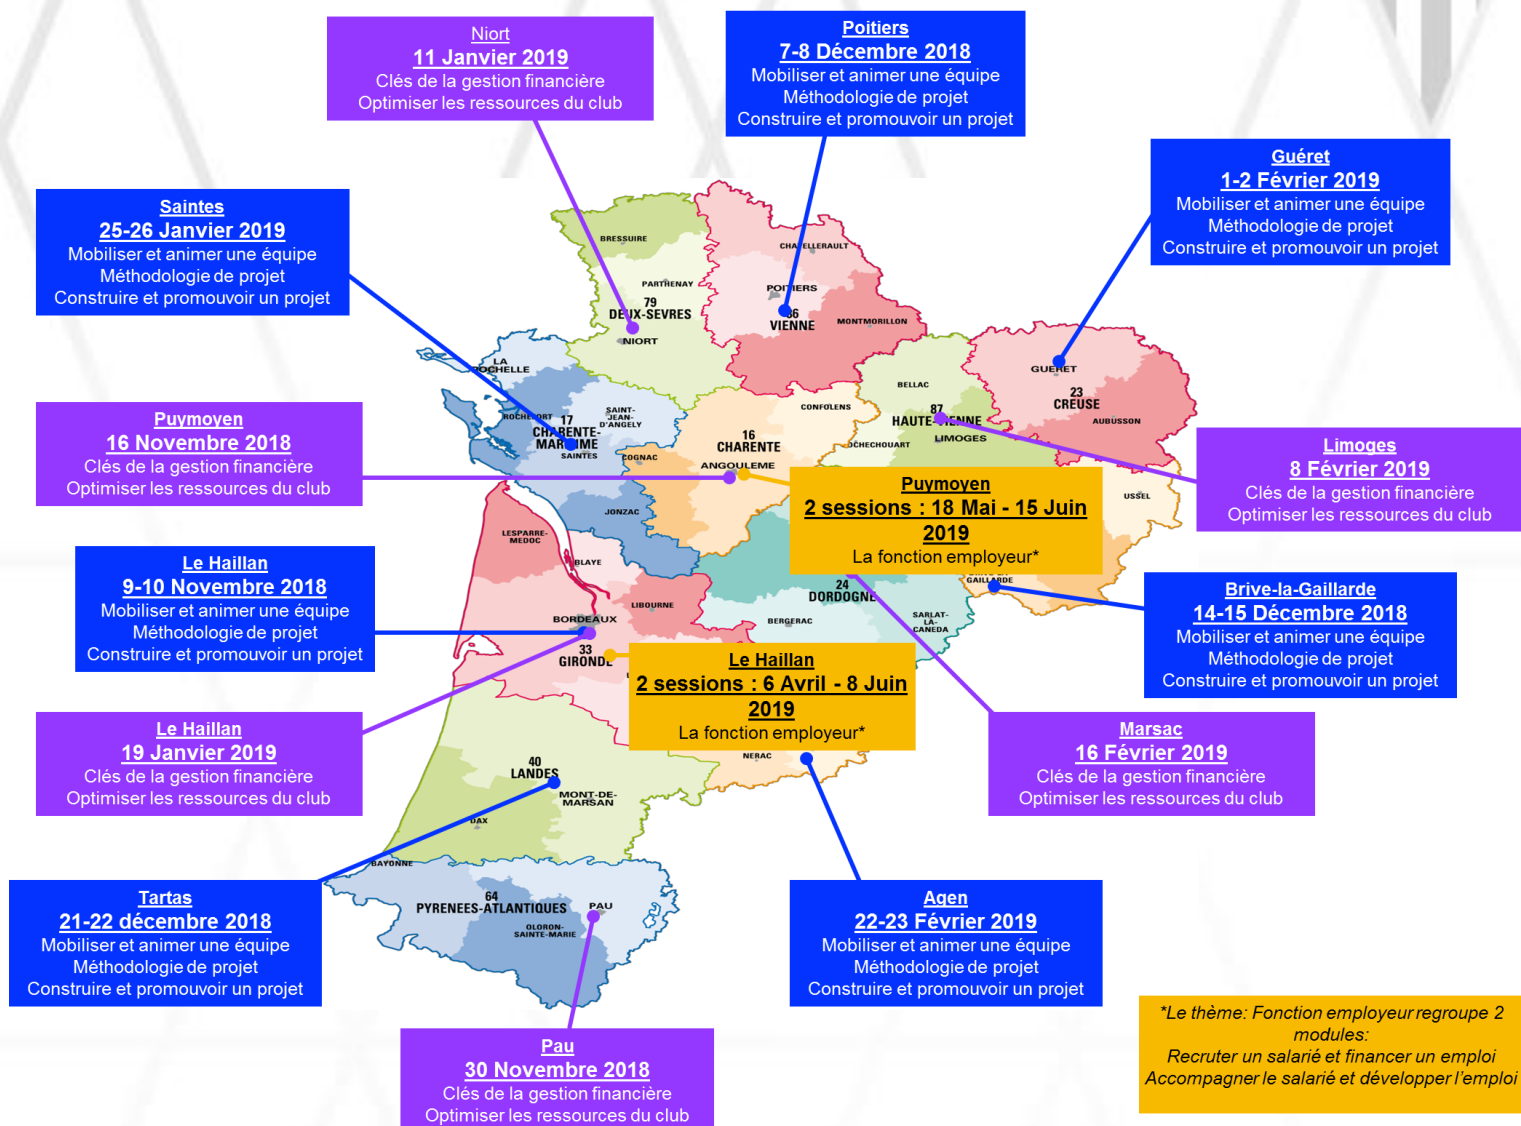 Niort
11 Janvier 2019
Clés de la gestion financière
Optimiser les ressources du club
Poitiers
7-8 Décembre 2018
Mobiliser et animer une équipe
Méthodologie de projet
Construire et promouvoir un projet
Guéret
1-2 Février 2019
Mobiliser et animer une équipe
Méthodologie de projet
Construire et promouvoir un projet
Saintes
25-26 Janvier 2019
Mobiliser et animer une équipe
Méthodologie de projet
Construire et promouvoir un projet
BRESSUIRE
PARTHENAY
79
DEUX-SEVRES
NIORT
CHATELLERAULT
POITIERS
86
VIENNE
MONTMORILLON
LA
ROCHELLE
ROCHEFORT
17
CHARENTE-
MARITIME
SAINTES
SAINT-
JEAN-
D'ANGELY
COGNAC
JONZAC
16
CHARENTE
CONFOLENS
ANGOULEME
BELLAC
87
HAUTE-VIENNE
LIMOGES
OCHECHOUART
GUERET
23
CREUSE
AUBUSSON
USSEL
Puymoyen
16 Novembre 2018
Clés de la gestion financière
Optimiser les ressources du club
Limoges
8 Février 2019
Clés de la gestion financière
Optimiser les ressources du club
Puymoyen
2 sessions : 18 Mai - 15 Juin
2019
La fonction employeur*
Le Haillan
9-10 Novembre 2018
Mobiliser et animer une équipe
Méthodologie de projet
Construire et promouvoir un projet
LESPARRE-
MEDOC
BLAYE
LIBOURNE
BORDEAUX
33
GIRONDE
24
DORDOGNE
BERGERAC
SARLAT-
LA-
CANEDA
GAILLARDE
Brive-la-Gaillarde
14-15 Décembre 2018
Mobiliser et animer une équipe
Méthodologie de projet
Construire et promouvoir un projet
Le Haillan
2 sessions : 6 Avril - 8 Juin
2019
La fonction employeur*
Le Haillan
19 Janvier 2019
Clés de la gestion financière
Optimiser les ressources du club
Marsac
16 Février 2019
Clés de la gestion financière
Optimiser les ressources du club
NERAC
40
LANDES
MONT-DE-
MARSAN
DAX
BAYONNE
64
PYRENEES-ATLANTIQUES
PAU
OLORON-
SAINTE-MARIE
Tartas
21-22 décembre 2018
Mobiliser et animer une équipe
Méthodologie de projet
Construire et promouvoir un projet
Agen
22-23 Février 2019
Mobiliser et animer une équipe
Méthodologie de projet
Construire et promouvoir un projet
Pau
30 Novembre 2018
Clés de la gestion financière
Optimiser les ressources du club
*Le thème: Fonction employeur regroupe 2
modules:
Recruter un salarié et financer un emploi
Accompagner le salarié et développer l'emploi